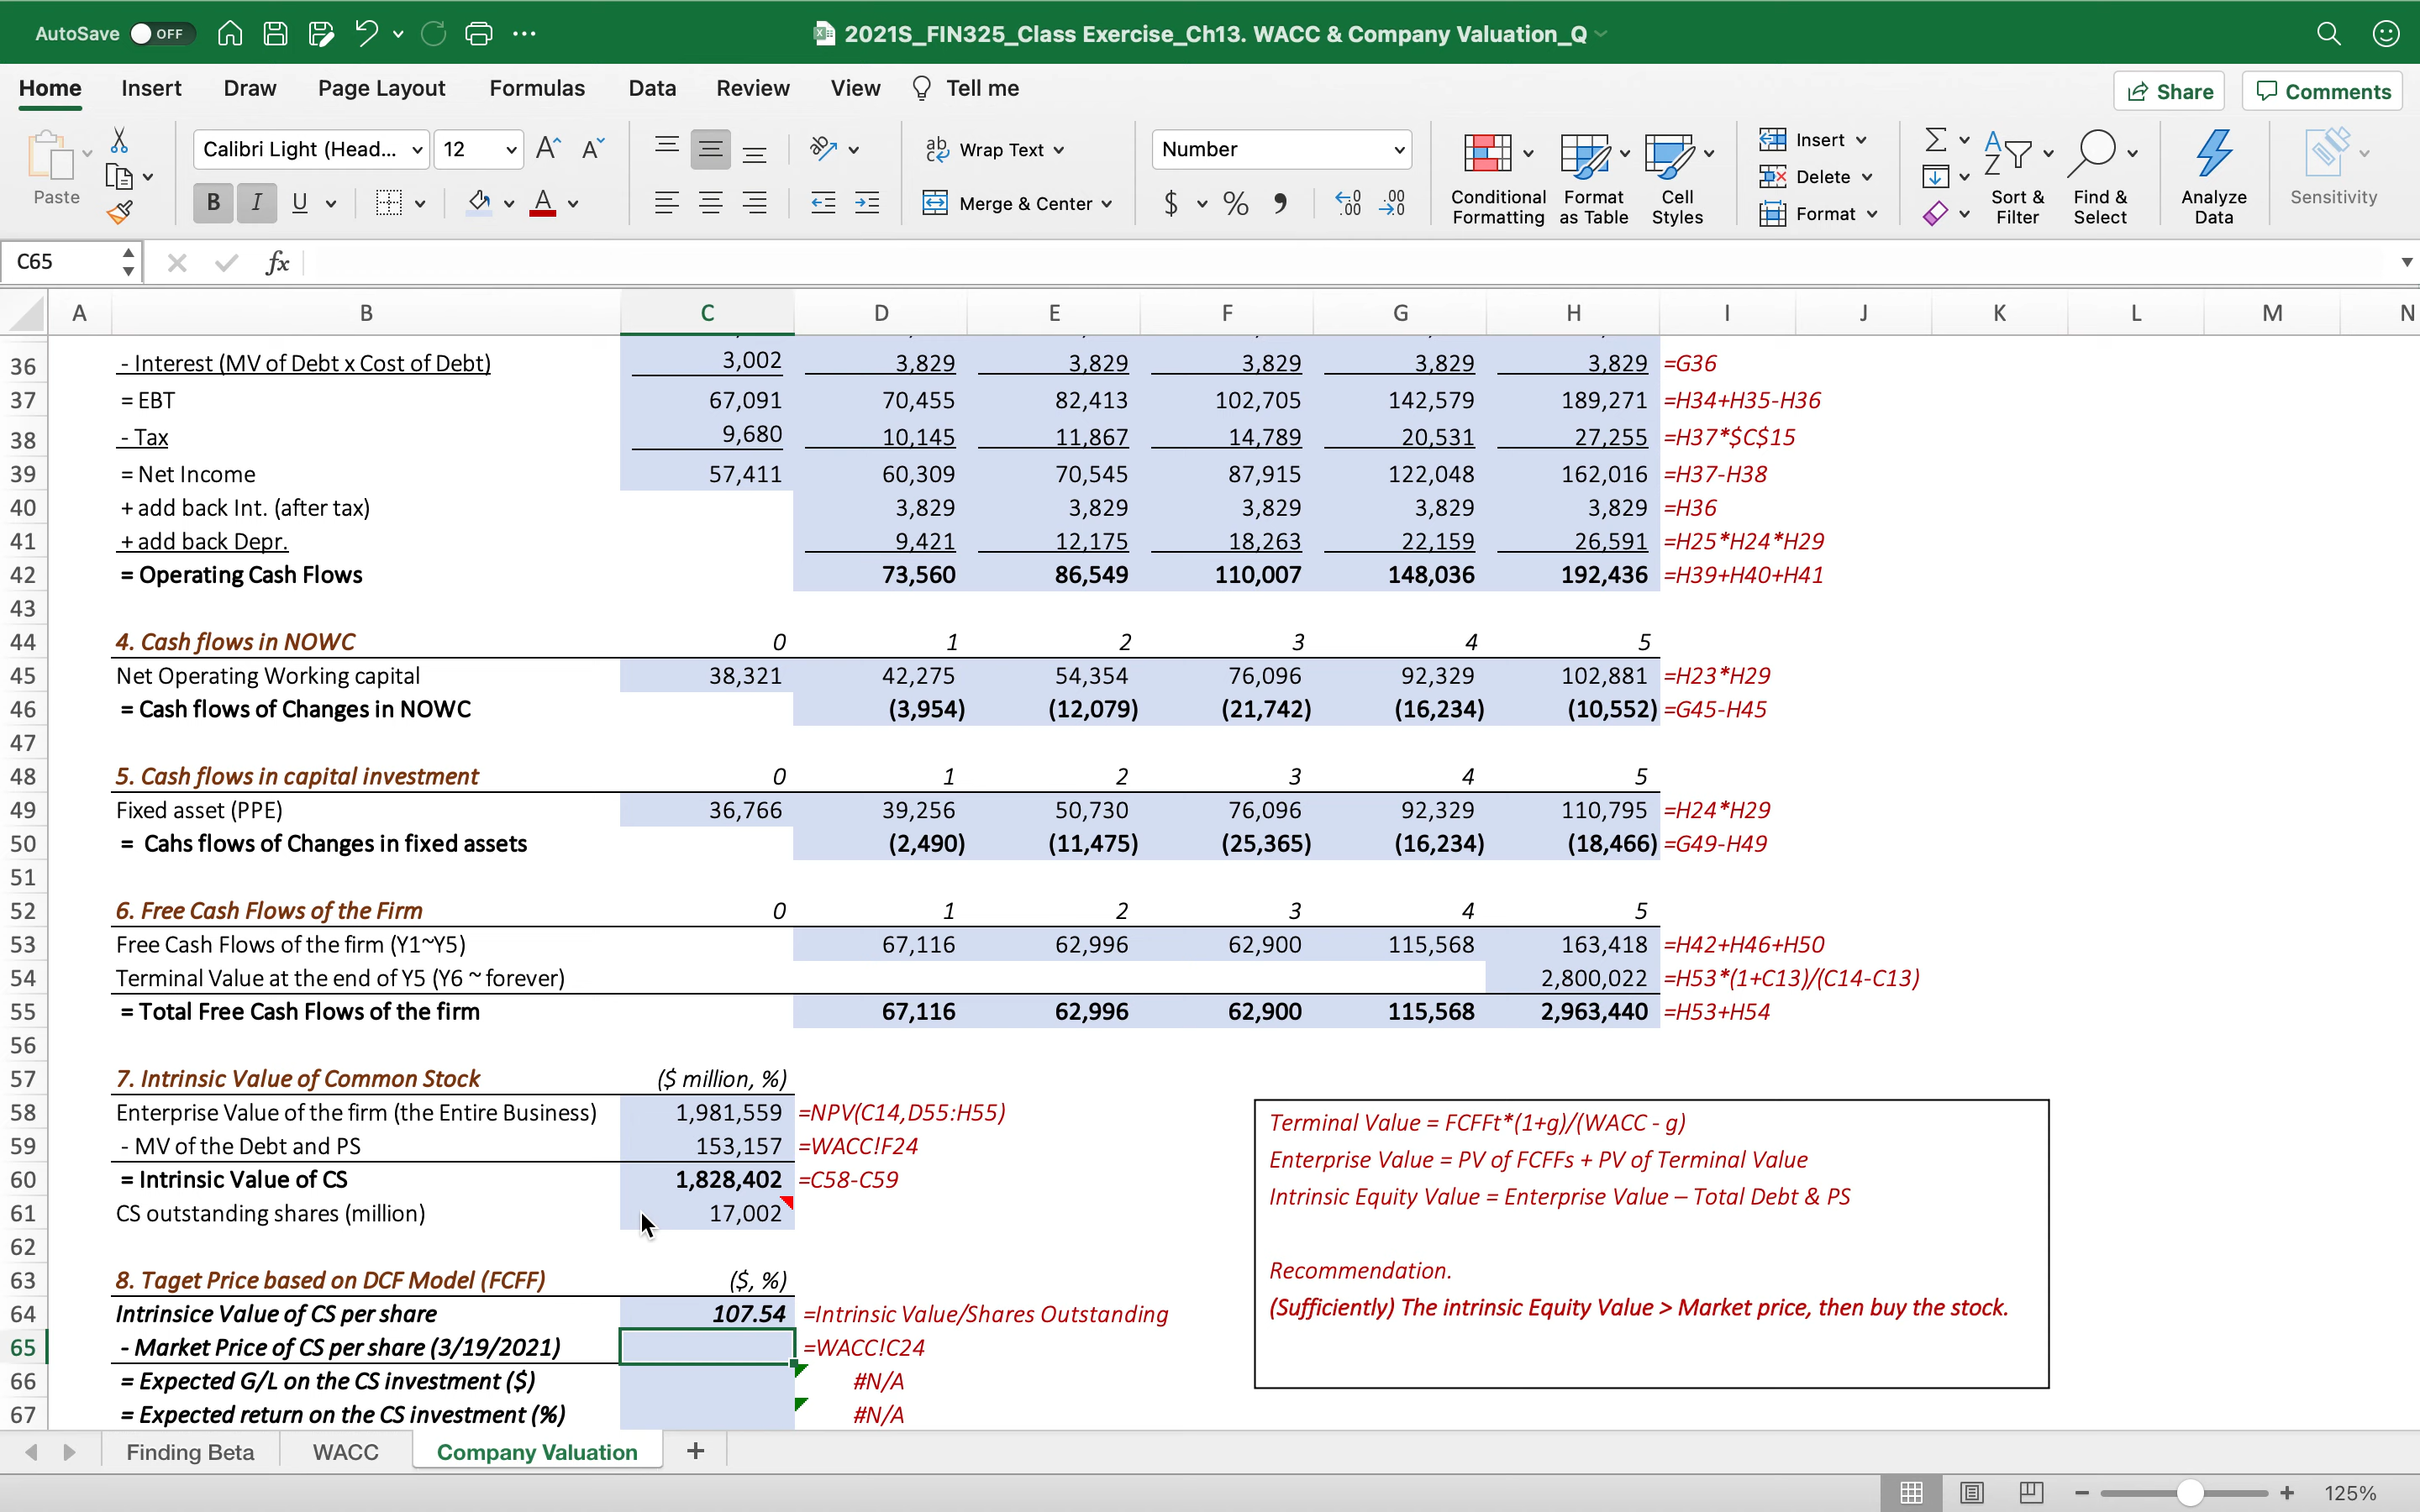 AutoSave OFF 2021S_FIN325_Class Exercise_Ch13. WACC & Company Valuation_Q
Home Insert Draw Page Layout Formulas Data Review View Tell me Share Comments
Paste Calibri Light (Head... 12 Wrap Text Number Insert
B I U A Merge & Center $ % Conditional Formatting Format as Table Cell Styles Delete Format Sort & Filter Find & Select Analyze Data Sensitivity
C65 fx
A B C D E F G H I J K L M N
36 - Interest (MV of Debt x Cost of Debt) 3,002 3,829 3,829 3,829 3,829 3,829 =G36
37 = EBT 67,091 70,455 82,413 102,705 142,579 189,271 =H34+H35-H36
38 - Tax 9,680 10,145 11,867 14,789 20,531 27,255 =H37*$C$15
39 = Net Income 57,411 60,309 70,545 87,915 122,048 162,016 =H37-H38
40 + add back Int. (after tax) 3,829 3,829 3,829 3,829 3,829 =H36
41 + add back Depr. 9,421 12,175 18,263 22,159 26,591 =H25*H24*H29
42 = Operating Cash Flows 73,560 86,549 110,007 148,036 192,436 =H39+H40+H41
43
44 4. Cash flows in NOWC 0 1 2 3 4 5
45 Net Operating Working capital 38,321 42,275 54,354 76,096 92,329 102,881 =H23*H29
46 = Cash flows of Changes in NOWC (3,954) (12,079) (21,742) (16,234) (10,552) =G45-H45
47
48 5. Cash flows in capital investment 0 1 2 3 4 5
49 Fixed asset (PPE) 36,766 39,256 50,730 76,096 92,329 110,795 =H24*H29
50 = Cahs flows of Changes in fixed assets (2,490) (11,475) (25,365) (16,234) (18,466) =G49-H49
51
52 6. Free Cash Flows of the Firm 0 1 2 3 4 5
53 Free Cash Flows of the firm (Y1~Y5) 67,116 62,996 62,900 115,568 163,418 =H42+H46+H50
54 Terminal Value at the end of Y5 (Y6 ~ forever) 2,800,022 =H53*(1+C13)/(C14-C13)
55 = Total Free Cash Flows of the firm 67,116 62,996 62,900 115,568 2,963,440 =H53+H54
56
57 7. Intrinsic Value of Common Stock ($ million, %)
58 Enterprise Value of the firm (the Entire Business) 1,981,559 =NPV(C14,D55:H55)
59 - MV of the Debt and PS 153,157 =WACC!F24
60 = Intrinsic Value of CS 1,828,402 =C58-C59
61 CS outstanding shares (million) 17,002
62
63 8. Taget Price based on DCF Model (FCFF) ($, %)
64 Intrinsice Value of CS per share 107.54 =Intrinsic Value/Shares Outstanding
65 - Market Price of CS per share (3/19/2021) =WACC!C24
66 = Expected G/L on the CS investment ($) #N/A
67 = Expected return on the CS investment (%) #N/A
Terminal Value = FCFFt*(1+g)/(WACC - g)
Enterprise Value = PV of FCFFs + PV of Terminal Value
Intrinsic Equity Value = Enterprise Value – Total Debt & PS
Recommendation.
(Sufficiently) The intrinsic Equity Value > Market price, then buy the stock.
Finding Beta WACC Company Valuation +
125%